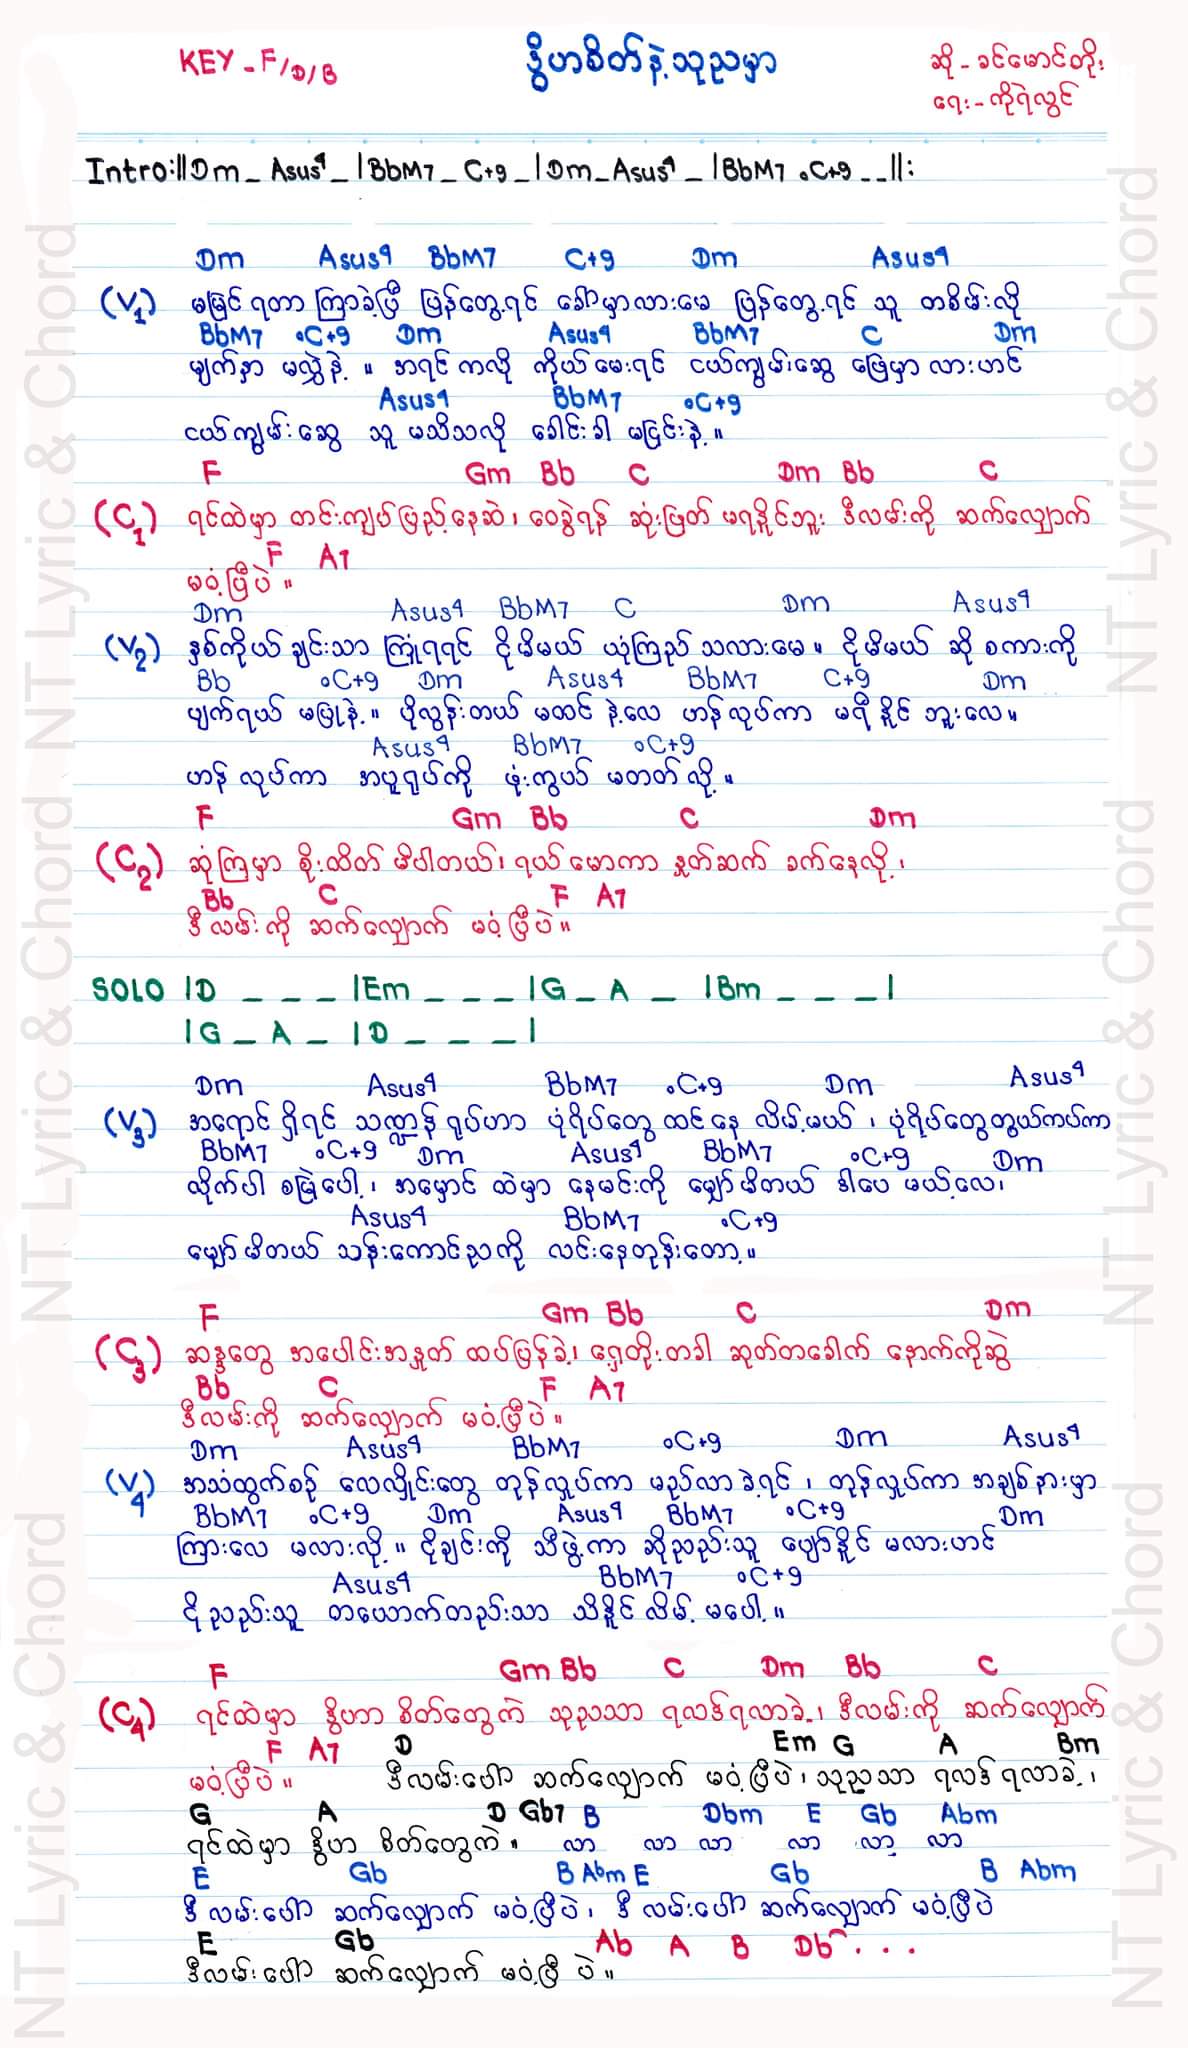 KEY - F/D/B
ဒွိဟစိတ်နဲ့သုညမှာ
ဆို - ခင်မောင်တိုး
ရေး - ကိုရဲလွင်
Intro:||Dm _ Asus4 _ |BbM7 _ C+9 _ |Dm _ Asus4 _ |BbM7 . C+9 _ _ ||:
Dm Asus4 BbM7 C+9 Dm Asus4
(V1) မမြင်ရတာ ကြာခဲ့ပြီ ပြန်တွေ့ရင် ခေါ်မှာလားမေ ပြန်တွေ့ရင် သူ တစိမ်းလို
BbM7 .C+9 Dm Asus4 BbM7 C Dm
မျက်နှာ မလွှဲနဲ့ ။ အရင် ကလို ကိုယ်မေးရင် ငယ်ကျွမ်းဆွေ ဖြေမှာ လားဟင်
Asus4 BbM7 .C+9
ငယ်ကျွမ်းဆွေ သူ မသိသလို ခေါင်းခါ မငြင်းနဲ့ ။
F Gm Bb C Dm Bb C
(C1) ရင်ထဲမှာ တင်းကျပ်ပြည့်နေဆဲ၊ ဝေခွဲရန် ဆုံးဖြတ် မရနိုင်ဘူး ဒီလမ်းကို ဆက်လျှောက်
F A7
မဝံ့ပြီပဲ ။
Dm Asus4 BbM7 C Dm Asus4
(V2) နှစ်ကိုယ်ချင်းသာ ကြုံရရင် ငိုမိမယ် ယုံကြည် သလားမေ ။ ငိုမိမယ် ဆို စကားကို
Bb .C+9 Dm Asus4 BbM7 C+9 Dm
ပျက်ရယ် မပြုနဲ့ ။ ပိုလွန်းတယ် မထင် နဲ့လေ ဟန်လုပ်ကာ မရီ နိုင် ဘူးလေ ။
Asus4 BbM7 .C+9
ဟန် လုပ်ကာ အပူရုပ်ကို ဖုံးကွယ် မတတ် လို့ ။
F Gm Bb C Dm
(C2) ဆုံကြမှာ စိုးထိတ် မိပါတယ်၊ ရယ်မောကာ နှုတ်ဆက် ခက်နေလို့ ၊
Bb C F A7
ဒီလမ်းကို ဆက်လျှောက် မဝံ့ ပြီပဲ ။
SOLO |D _ _ _ |Em _ _ _ |G _ A _ |Bm _ _ _ |
|G _ A _ |D _ _ _ |
Dm Asus4 BbM7 .C+9 Dm Asus4
(V3) အရောင် ရှိရင် သဏ္ဍာန် ရုပ်ဟာ ပုံရိပ်တွေ ထင်နေ လိမ့်မယ် ၊ ပုံရိပ်တွေတွယ်ကပ်ကာ
BbM7 .C+9 Dm Asus4 BbM7 .C+9 Dm
လိုက်ပါ စမြဲပေါ့ ၊ အမှောင် ထဲမှာ နေမင်းကို မျှော်မိတယ် ဒါပေ မယ့်လေ၊
Asus4 BbM7 .C+9
မျှော် မိတယ် သန်းကောင်ညကို လင်းနေတုန်းတော့ ။
F Gm Bb C Dm
(C3) ဆန္ဒတွေ အပေါင်းအနှုတ် ထပ်ပြန်ခဲ့၊ ရှေ့တိုးတခါ ဆုတ်တခေါက် နောက်ကိုဆွဲ
Bb C F A7
ဒီလမ်းကို ဆက်လျှောက် မဝံ့ပြီပဲ ။
Dm Asus4 BbM7 .C+9 Dm Asus4
(V4) အသံထွက်စဉ် လေလှိုင်းတွေ တုန်လှုပ်ကာ မည်လာ ခဲ့ရင် ၊ တုန်လှုပ်ကာ အချစ်နားမှာ
BbM7 .C+9 Dm Asus4 BbM7 .C+9 Dm
ကြားလေ မလားလို့ ။ ငိုချင်းကို သီဖွဲ့ကာ ဆိုညည်းသူ ပျော်နိုင် မလားဟင်
Asus4 BbM7 .C+9
ငို ညည်းသူ တယောက်တည်းသာ သိနိုင် လိမ့် မပေါ့ ။
F Gm Bb C Dm Bb C
(C4) ရင်ထဲမှာ ဒွိဟာ စိတ်တွေကဲ သုညသာ ရလဒ်ရလာခဲ့ ၊ ဒီလမ်းကို ဆက်လျှောက်
F A7 D Em G A Bm
မဝံ့ပြီပဲ ။ ဒီလမ်းပေါ် ဆက်လျှောက် မဝံ့ ပြီပဲ ၊ သုညသာ ရလဒ် ရလာခဲ့ ၊
G A D Gb7 B Dbm E Gb Abm
ရင်ထဲမှာ ဒွိဟ စိတ်တွေကဲ ။ လာ လာ လာ လာ လာ လာ
E Gb B Abm E Gb B Abm
ဒီ လမ်းပေါ် ဆက်လျှောက် မဝံ့ပြီပဲ ၊ ဒီ လမ်းပေါ် ဆက်လျှောက် မဝံ့ပြီပဲ
E Gb Ab A B Db . . .
ဒီလမ်းပေါ် ဆက်လျှောက် မဝံ့ပြီ ပဲ ။
NT Lyric & Chord NT Lyric & Chord NT Lyric & Chord
NT Lyric & Chord NT Lyric & Chord NT Lyric & Chord